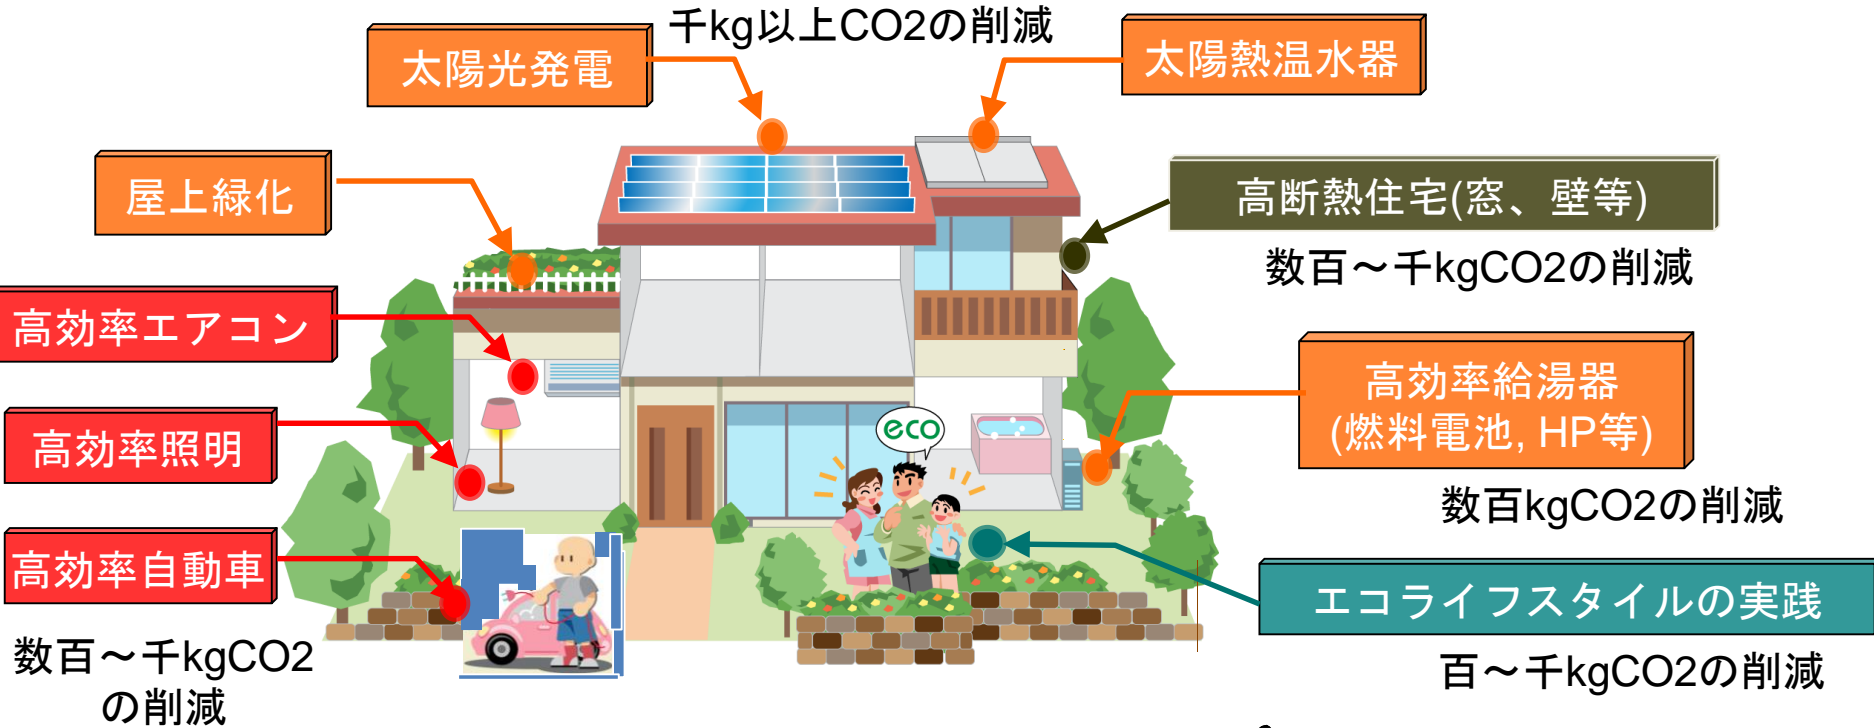 千kg以上CO2の削減
太陽光発電
太陽熱温水器
屋上緑化
高断熱住宅(窓、壁等)
数百～千kgCO2の削減
高効率エアコン
高効率給湯器
(燃料電池, HP等)
高効率照明
eco
数百kgCO2の削減
高効率自動車
エコライフスタイルの実践
数百～千kgCO2
の削減
百～千kgCO2の削減